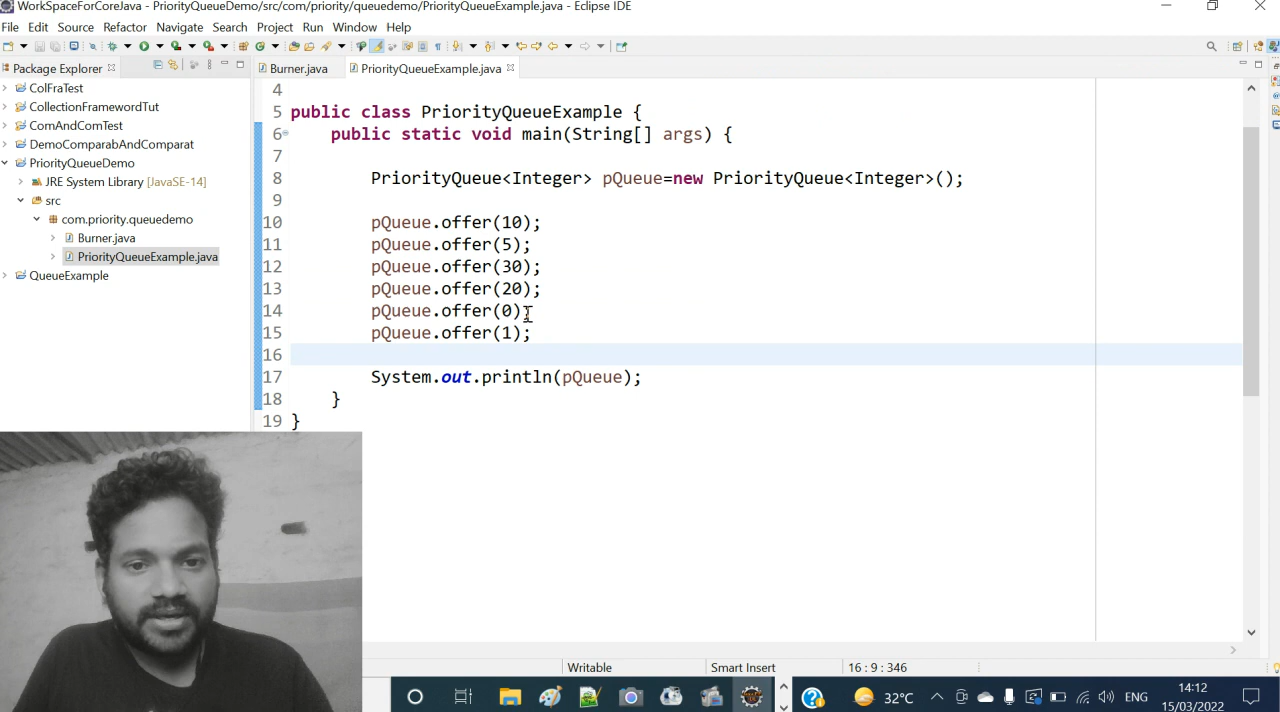 WorkSpaceForCoreJava - PriorityQueueDemo/src/com/priority/queuedemo/PriorityQueueExample.java - Eclipse IDE
File Edit Source Refactor Navigate Search Project Run Window Help
Package Explorer
Burner.java PriorityQueueExample.java
ColFraTest
CollectionFramewordTut
ComAndComTest
DemoComparabAndComparat
PriorityQueueDemo
JRE System Library [JavaSE-14]
src
com.priority.queuedemo
Burner.java
PriorityQueueExample.java
QueueExample
4
5 public class PriorityQueueExample {
6 public static void main(String[] args) {
7
8 PriorityQueue<Integer> pQueue=new PriorityQueue<Integer>();
9
10 pQueue.offer(10);
11 pQueue.offer(5);
12 pQueue.offer(30);
13 pQueue.offer(20);
14 pQueue.offer(0);
15 pQueue.offer(1);
16
17 System.out.println(pQueue);
18 }
19 }
Writable Smart Insert 16 : 9 : 346
32°C ENG 14:12
15/03/2022